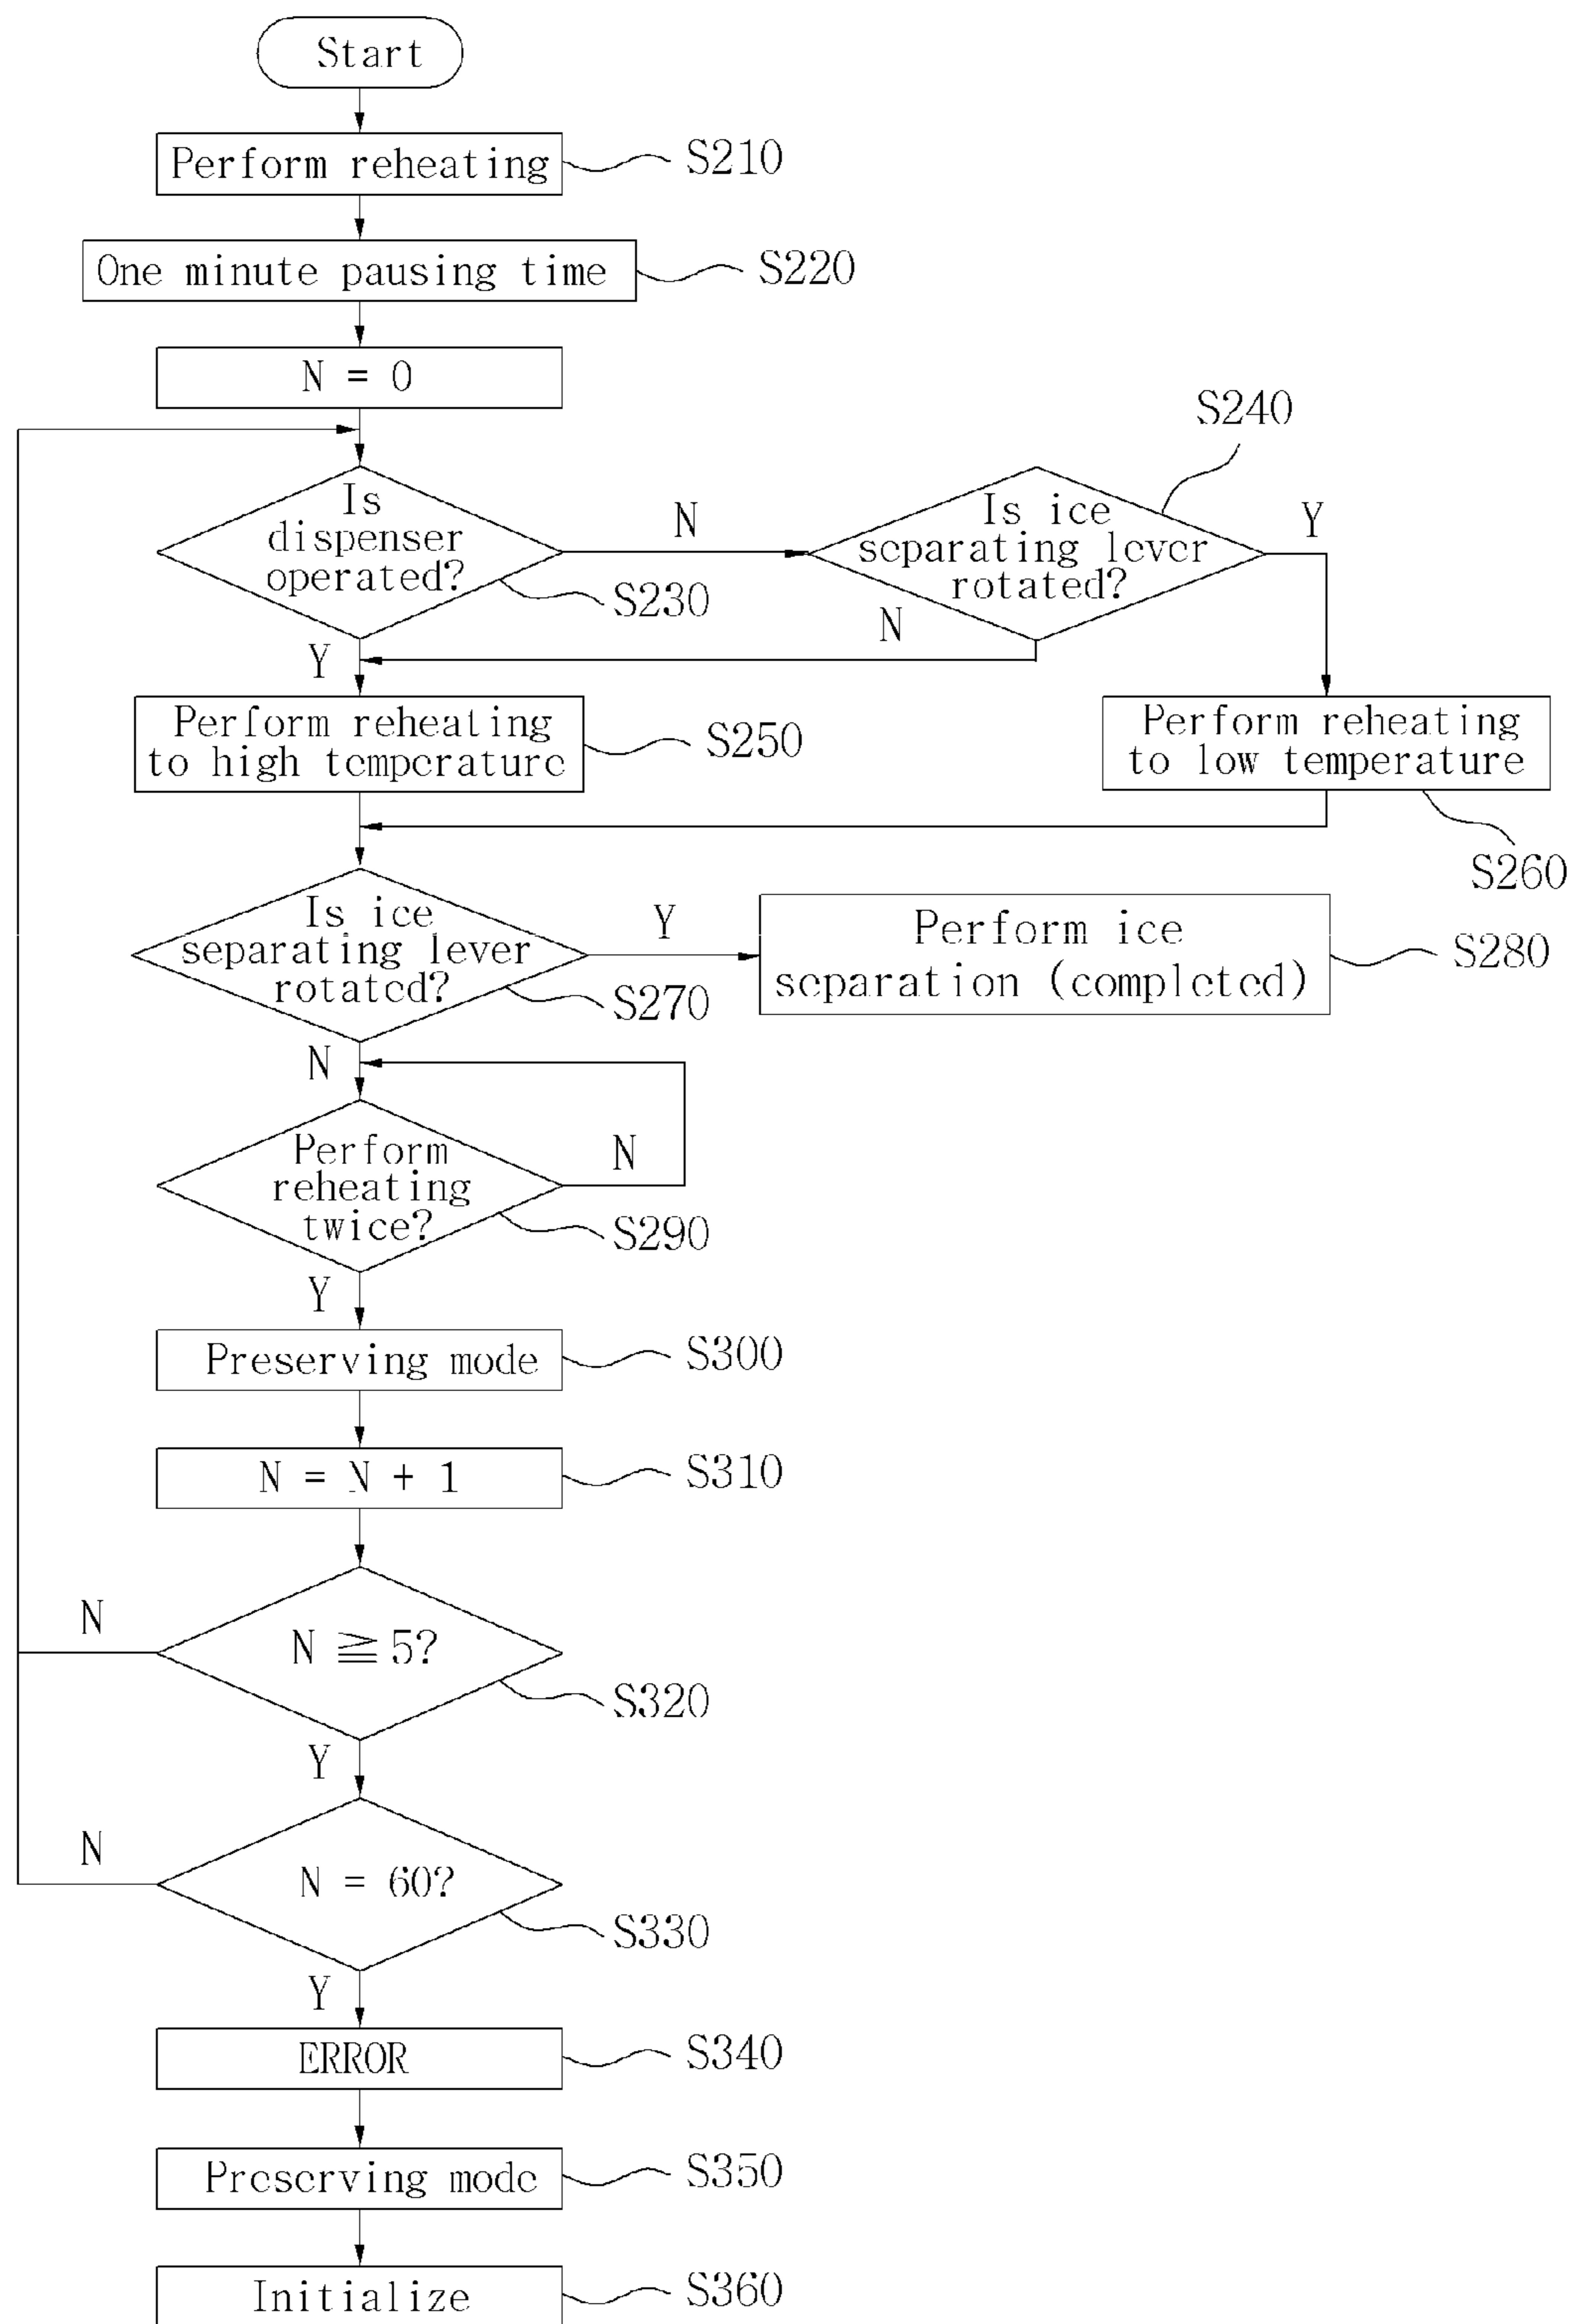 Start
Perform reheating
S210
One minute pausing time
S220
N = 0
S240
Is
dispenser
operated?
S230
N
Is ice
separating lever
rotated?
Y
N
Y
Perform reheating
to high temperature
S250
Perform reheating
to low temperature
S260
Is ice
separating lever
rotated?
S270
Y
Perform ice
separation (completed)
S280
N
Perform
reheating
twice?
S290
N
Y
Preserving mode
S300
N = N + 1
S310
N
N ≧ 5?
S320
Y
N
N = 60?
S330
Y
ERROR
S340
Preserving mode
S350
Initialize
S360